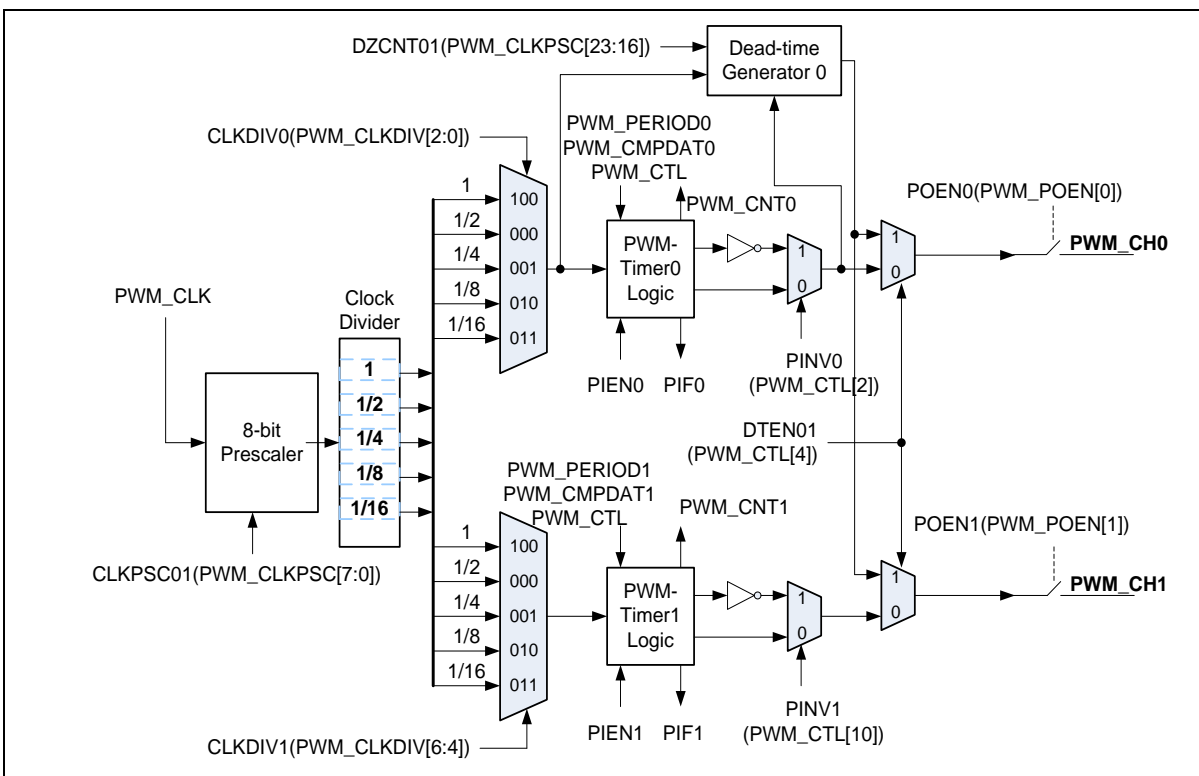 DZCNT01(PWM_CLKPSC[23:16])
Dead-time
Generator 0
CLKDIV0(PWM_CLKDIV[2:0])
PWM_PERIOD0
PWM_CMPDAT0
PWM_CTL
PWM_CNT0
1
1/2
1/4
1/8
1/16
100
000
001
010
011
PWM-
Timer0
Logic
1
0
1
0
POEN0(PWM_POEN[0])
PWM_CH0
PIEN0
PIF0
PINV0
(PWM_CTL[2])
PWM_CLK
Clock
Divider
1
1/2
1/4
1/8
1/16
8-bit
Prescaler
CLKPSC01(PWM_CLKPSC[7:0])
DTEN01
(PWM_CTL[4])
PWM_PERIOD1
PWM_CMPDAT1
PWM_CTL
PWM_CNT1
1
1/2
1/4
1/8
1/16
100
000
001
010
011
PWM-
Timer1
Logic
1
0
1
0
POEN1(PWM_POEN[1])
PWM_CH1
PIEN1
PIF1
PINV1
(PWM_CTL[10])
CLKDIV1(PWM_CLKDIV[6:4])